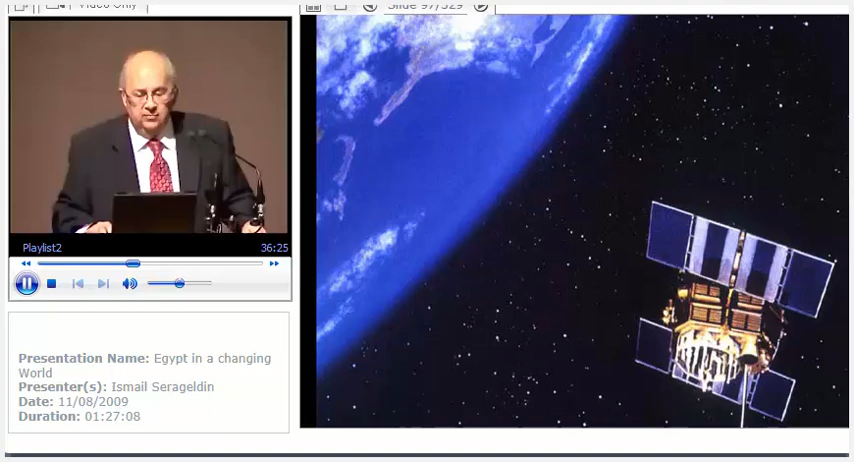 Video Only
Slide 97/329
Playlist2
36:25
Presentation Name: Egypt in a changing
World
Presenter(s): Ismail Serageldin
Date: 11/08/2009
Duration: 01:27:08